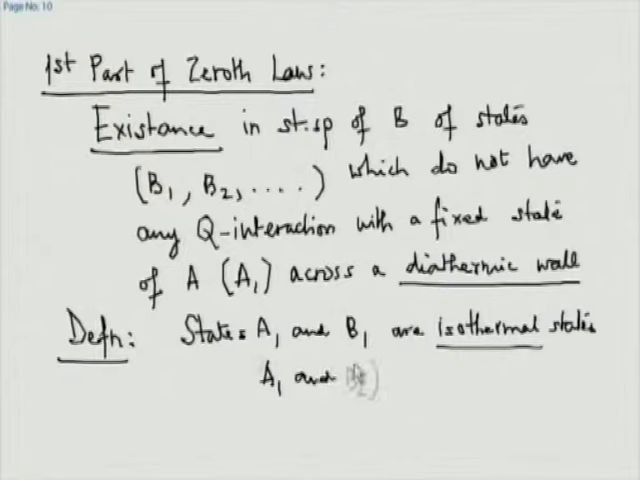 Page No: 10
1st Part of Zeroth Law:
Existance in st.sp of B of states
(B1, B2, ....) which do not have
any Q-interaction with a fixed state
of A (A1) across a diathermic wall
Defn: States A1 and B1 are isothermal states
A1 and B2)